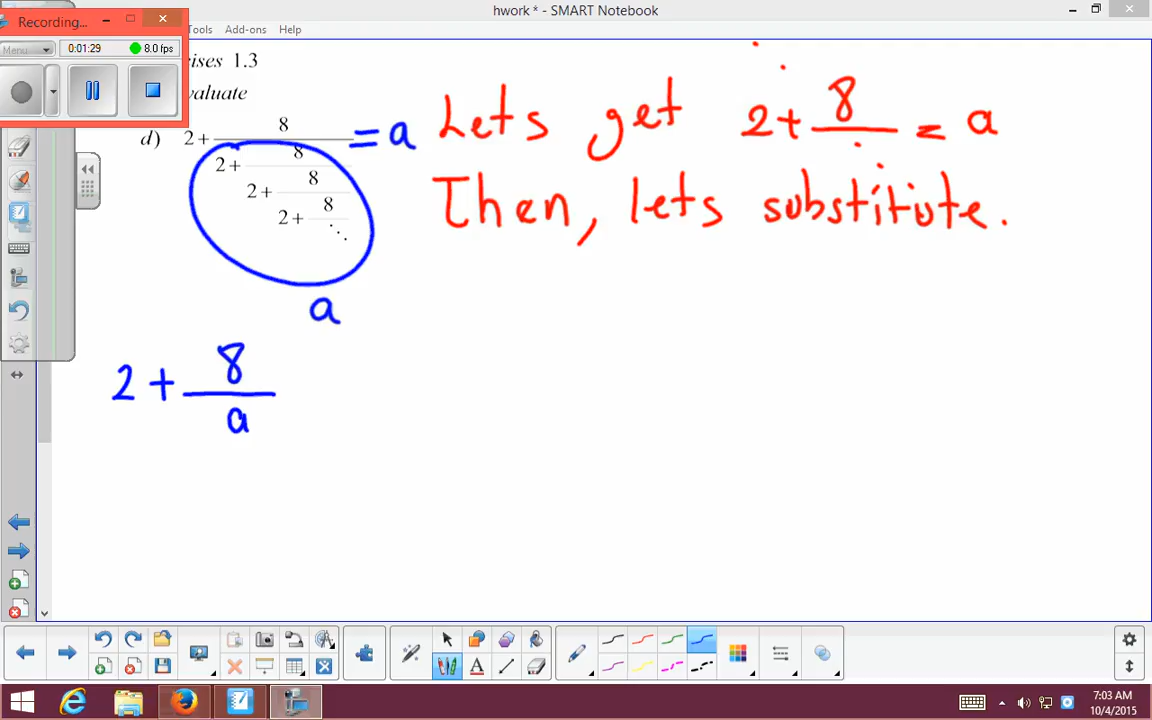 hwork * - SMART Notebook
Recording...
Tools Add-ons Help
Menu 0:01:29 8.0 fps
ises 1.3
valuate
d) 2+ 8
2+ 8
2+ 8
2+ 8
⋱
= a
a
Lets get 2+ 8 = a
Then, lets substitute.
2 + 8
a
A
7:03 AM
10/4/2015